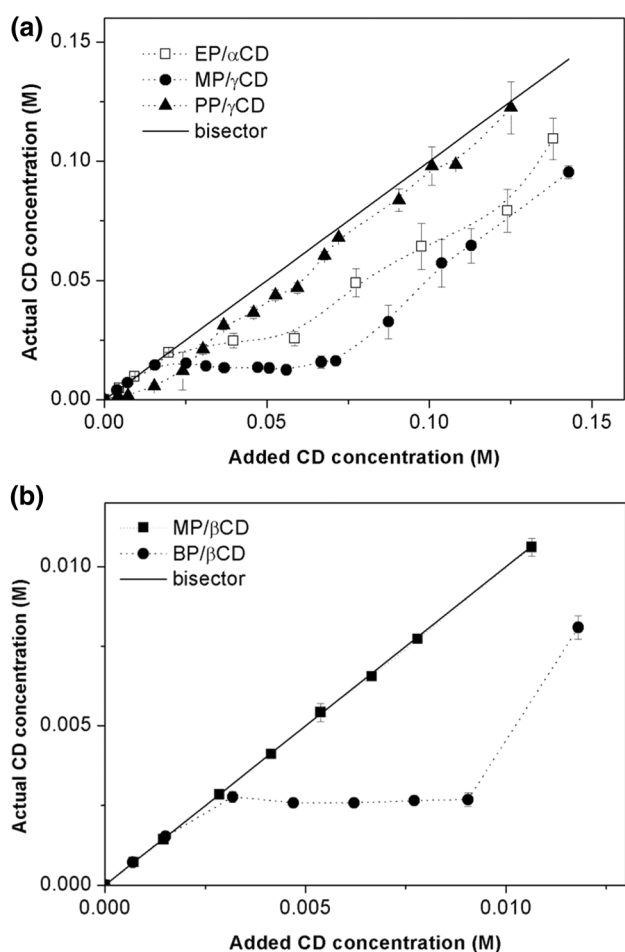 (a)
0.15
0.10
0.05
0.00
Actual CD concentration (M)
EP/αCD
MP/γCD
PP/γCD
bisector
0.00 0.05 0.10 0.15
Added CD concentration (M)
(b)
0.010
0.005
0.000
Actual CD concentration (M)
MP/βCD
BP/βCD
bisector
0.000 0.005 0.010
Added CD concentration (M)